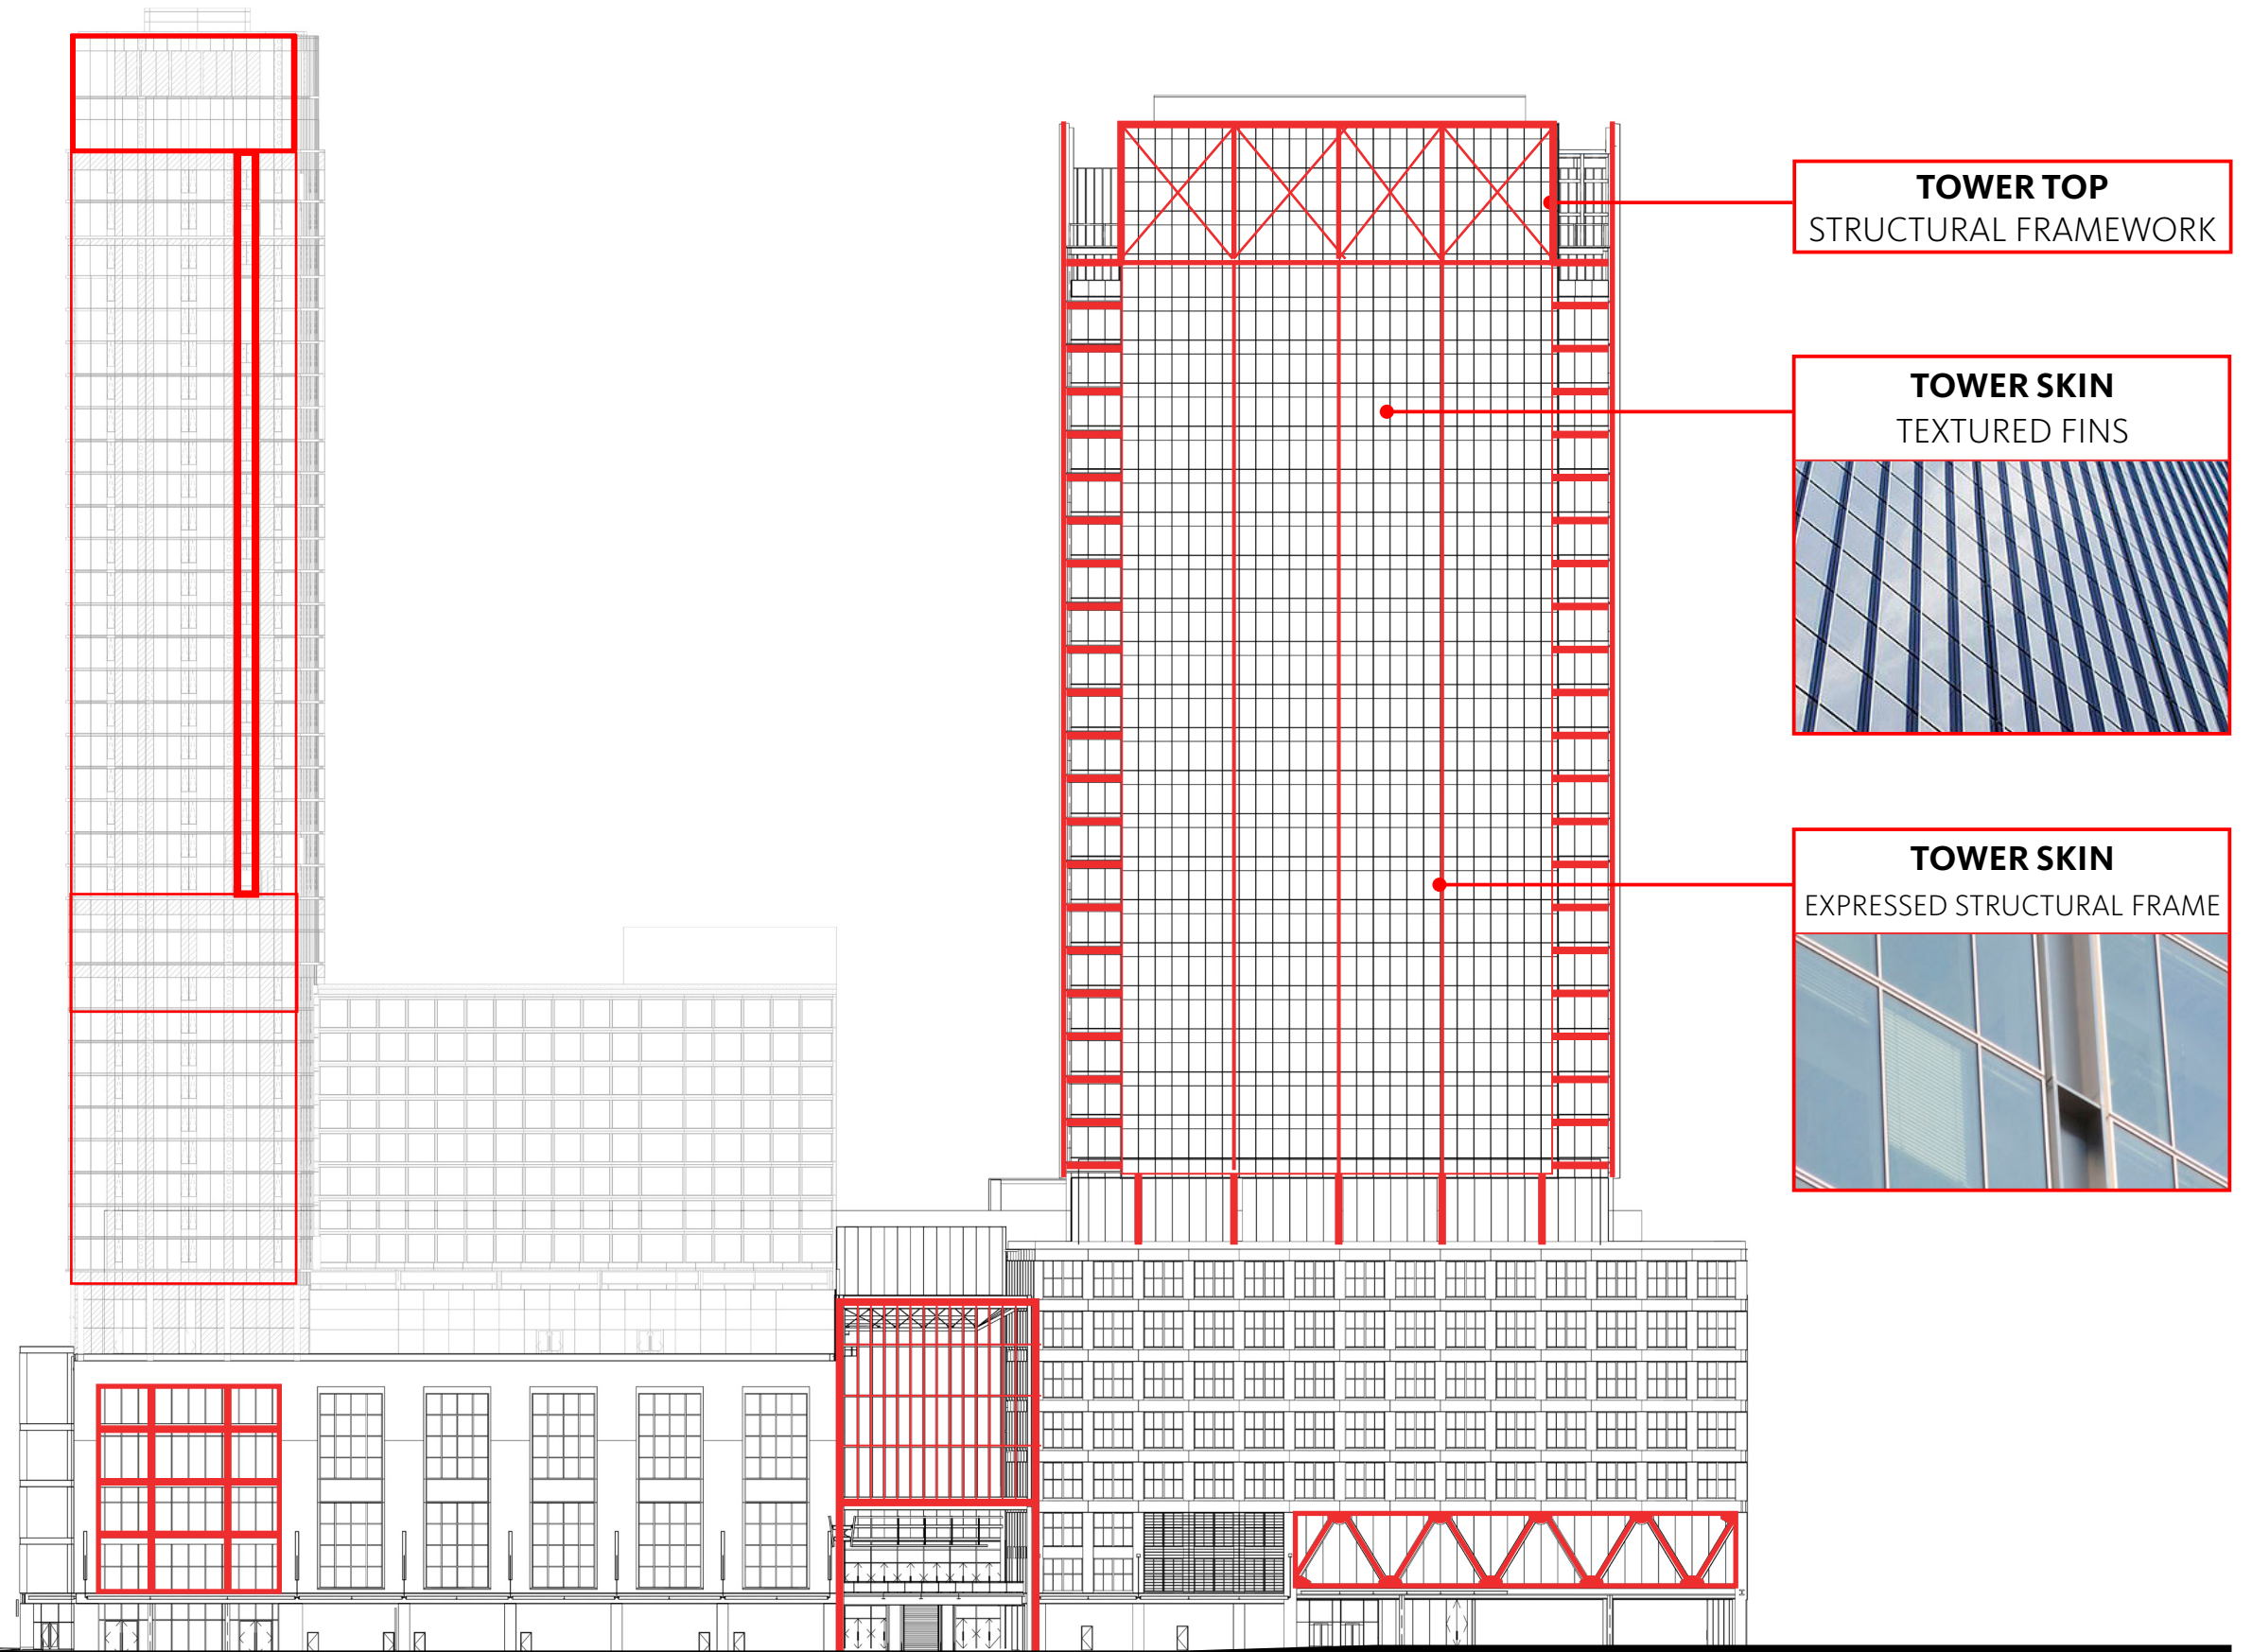 TOWER TOP
STRUCTURAL FRAMEWORK
TOWER SKIN
TEXTURED FINS
TOWER SKIN
EXPRESSED STRUCTURAL FRAME